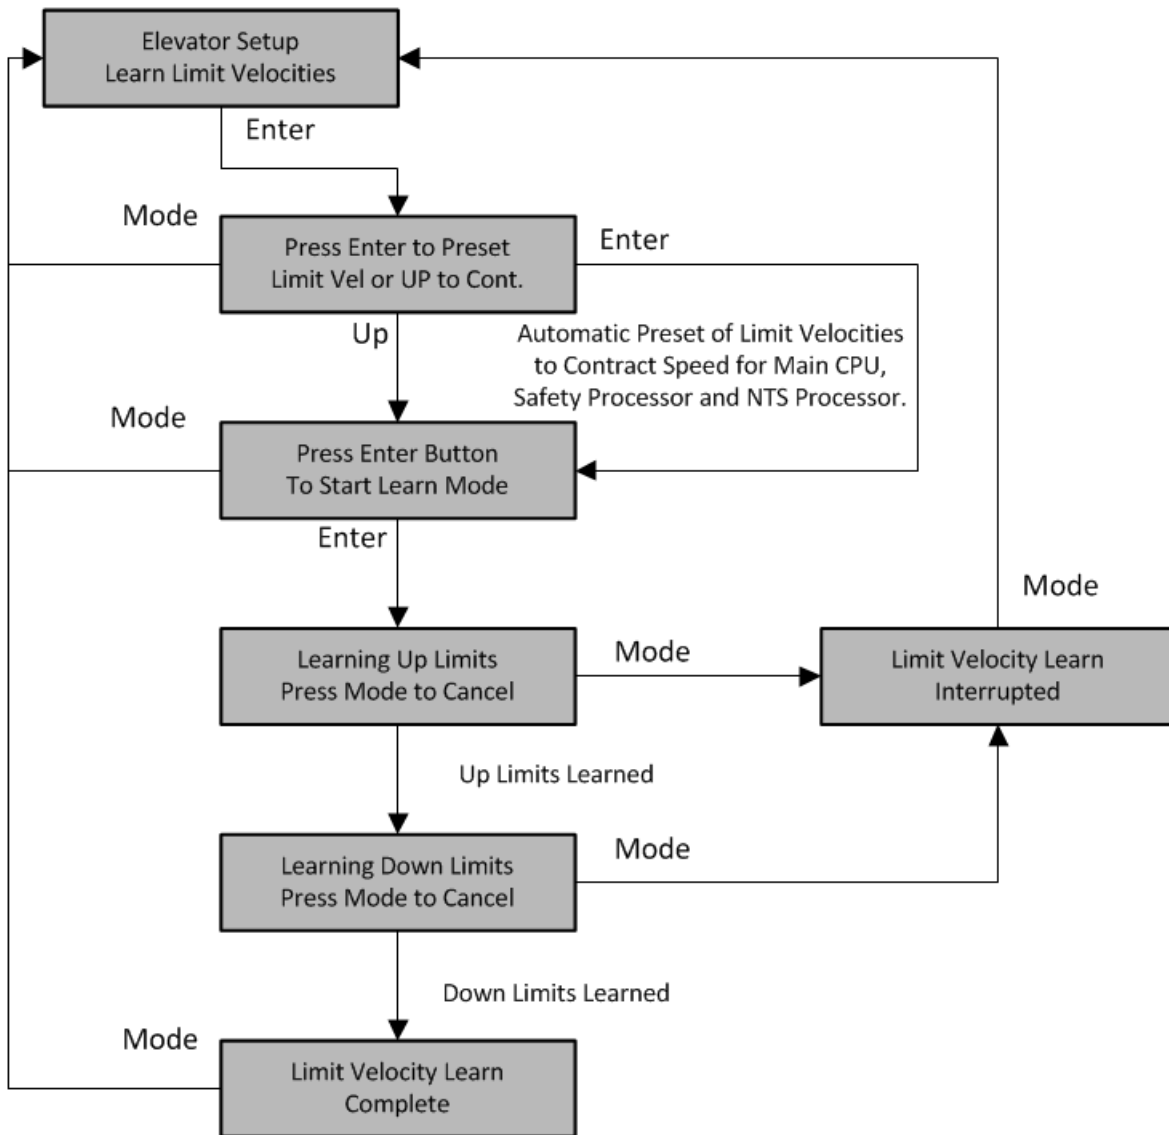 Elevator Setup
Learn Limit Velocities
Enter
Mode
Press Enter to Preset
Limit Vel or UP to Cont.
Enter
Up
Automatic Preset of Limit Velocities
to Contract Speed for Main CPU,
Safety Processor and NTS Processor.
Mode
Press Enter Button
To Start Learn Mode
Enter
Mode
Learning Up Limits
Press Mode to Cancel
Mode
Limit Velocity Learn
Interrupted
Up Limits Learned
Learning Down Limits
Press Mode to Cancel
Mode
Down Limits Learned
Mode
Limit Velocity Learn
Complete